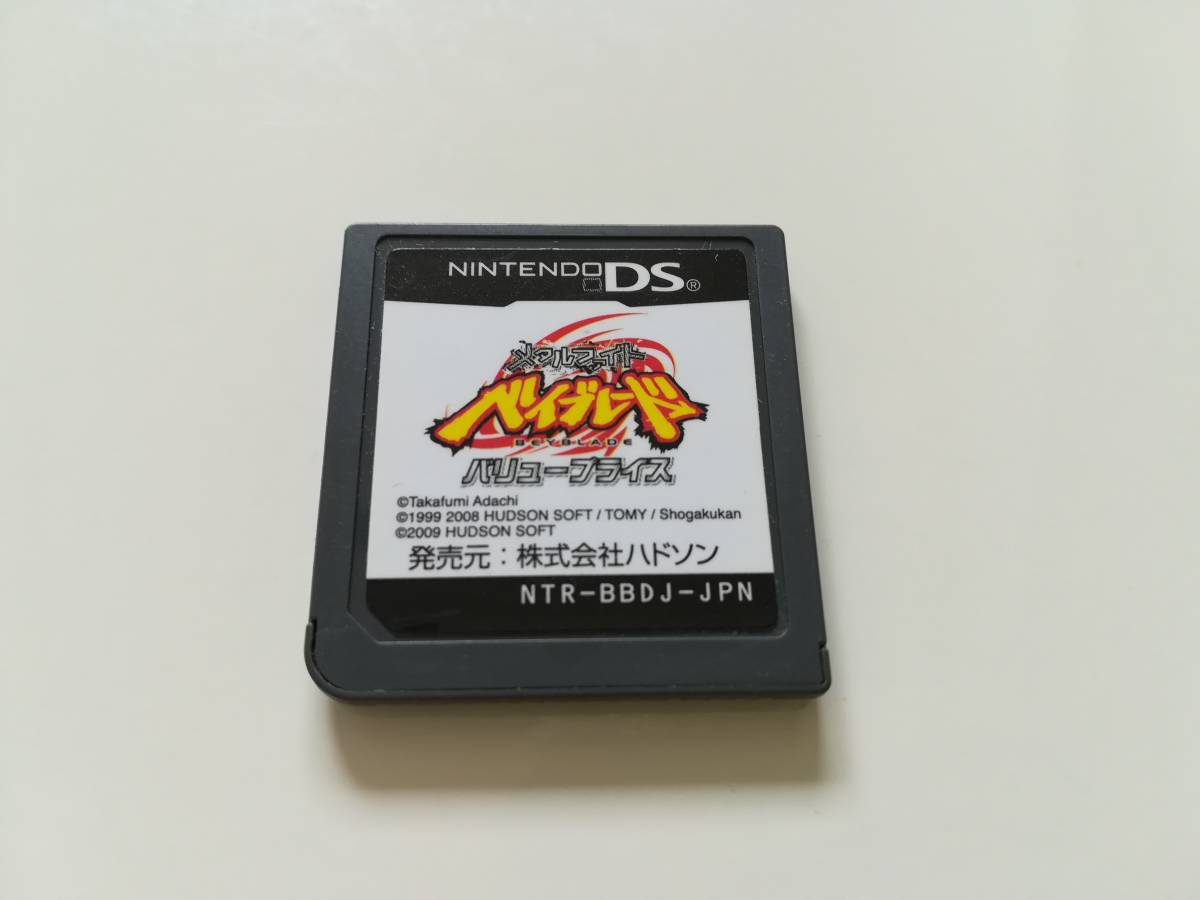 NINTENDO DS®
メタルファイト
ベイブレード
BEYBLADE
バリュープライス
©Takafumi Adachi
©1999 2008 HUDSON SOFT / TOMY / Shogakukan
©2009 HUDSON SOFT
発売元：株式会社ハドソン
NTR-BBDJ-JPN